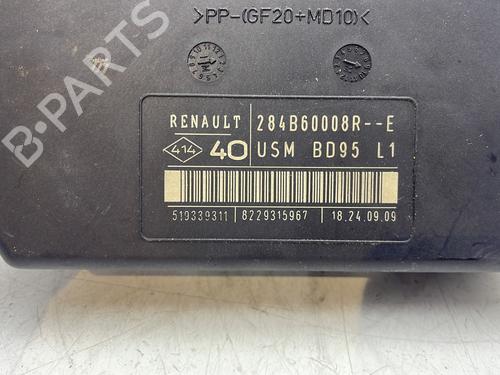 >PP-(GF20+MD10)<
RENAULT 284B60008R--E
414 40 USM BD95 L1
519339311 8229315967 18.24.09.09
B-PARTS